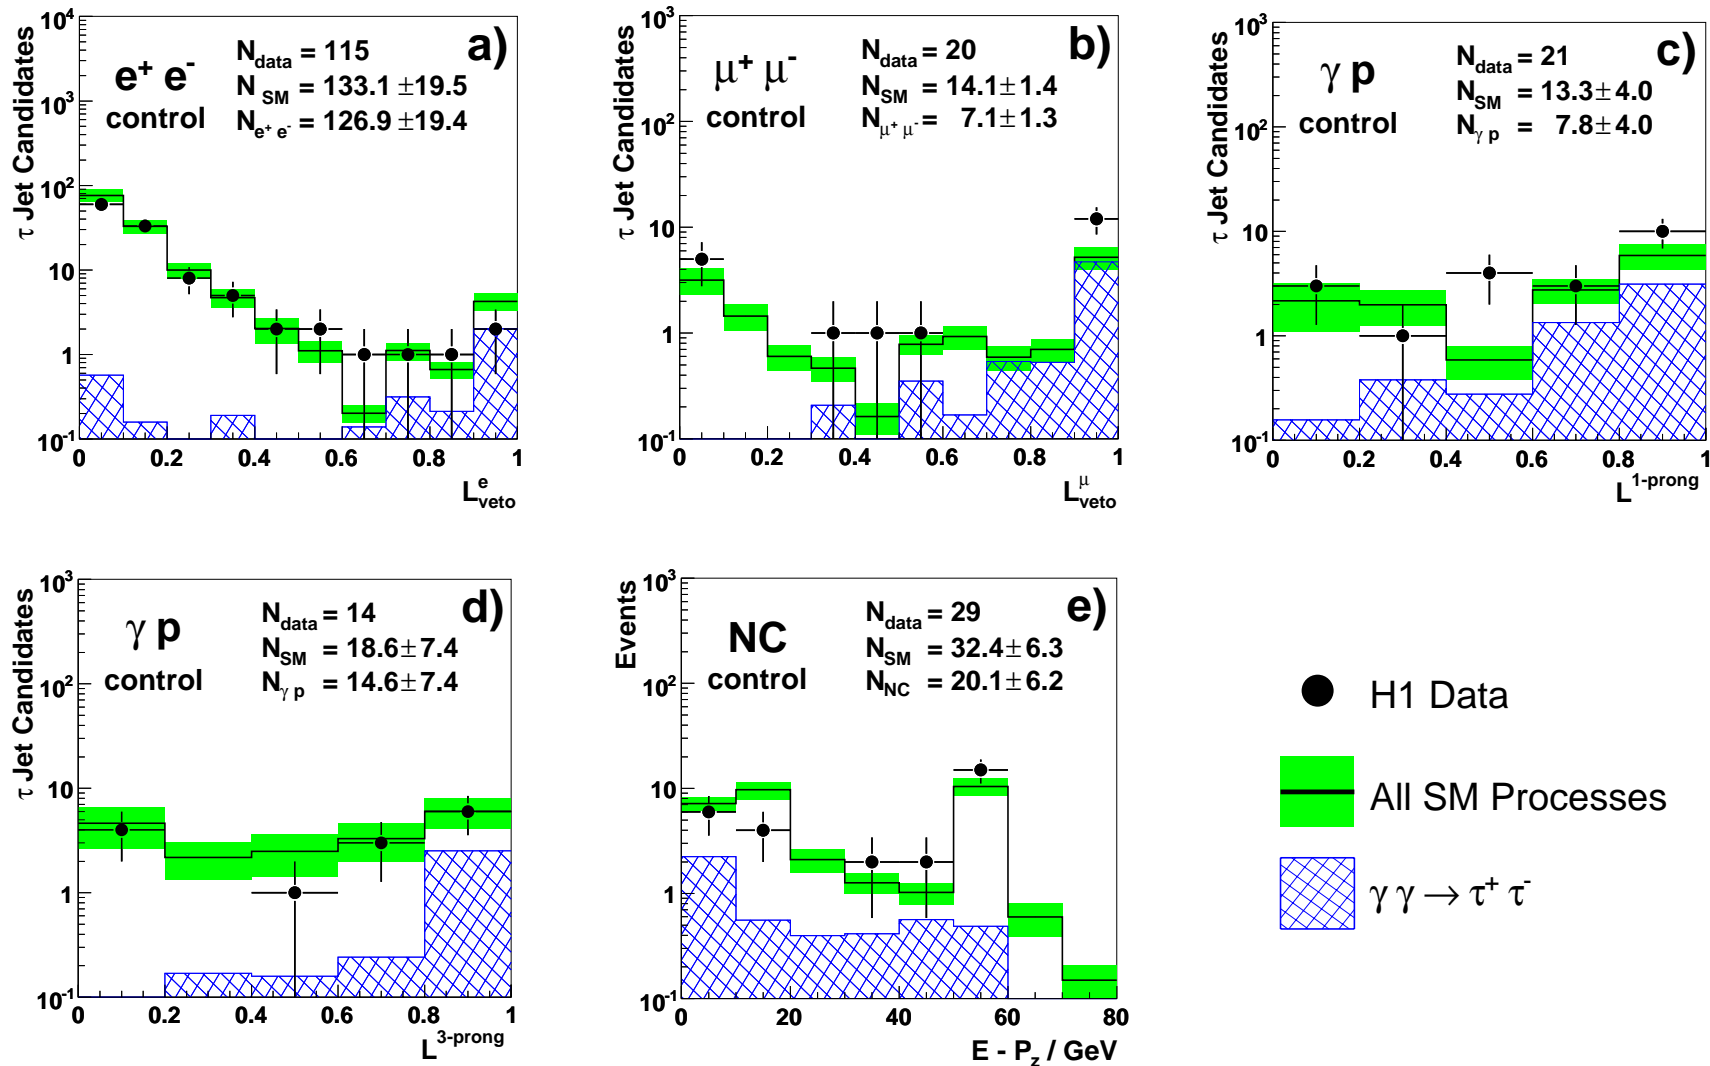 a)
e⁺ e⁻
control
N_data = 115
N_SM = 133.1 ±19.5
N_e⁺ e⁻ = 126.9 ±19.4
τ Jet Candidates
10⁴
10³
10²
10
1
10⁻¹
0 0.2 0.4 0.6 0.8 1
L^e_veto
b)
μ⁺ μ⁻
control
N_data = 20
N_SM = 14.1 ± 1.4
N_μ⁺ μ⁻ = 7.1 ± 1.3
τ Jet Candidates
10³
10²
10
1
10⁻¹
0 0.2 0.4 0.6 0.8 1
L^μ_veto
c)
γ p
control
N_data = 21
N_SM = 13.3 ± 4.0
N_γ p = 7.8 ± 4.0
τ Jet Candidates
10³
10²
10
1
10⁻¹
0 0.2 0.4 0.6 0.8 1
L^1-prong
d)
γ p
control
N_data = 14
N_SM = 18.6 ± 7.4
N_γ p = 14.6 ± 7.4
τ Jet Candidates
10³
10²
10
1
10⁻¹
0 0.2 0.4 0.6 0.8 1
L^3-prong
e)
NC
control
N_data = 29
N_SM = 32.4 ± 6.3
N_NC = 20.1 ± 6.2
Events
10³
10²
10
1
10⁻¹
0 20 40 60 80
E - P_z / GeV
H1 Data
All SM Processes
γ γ → τ⁺ τ⁻